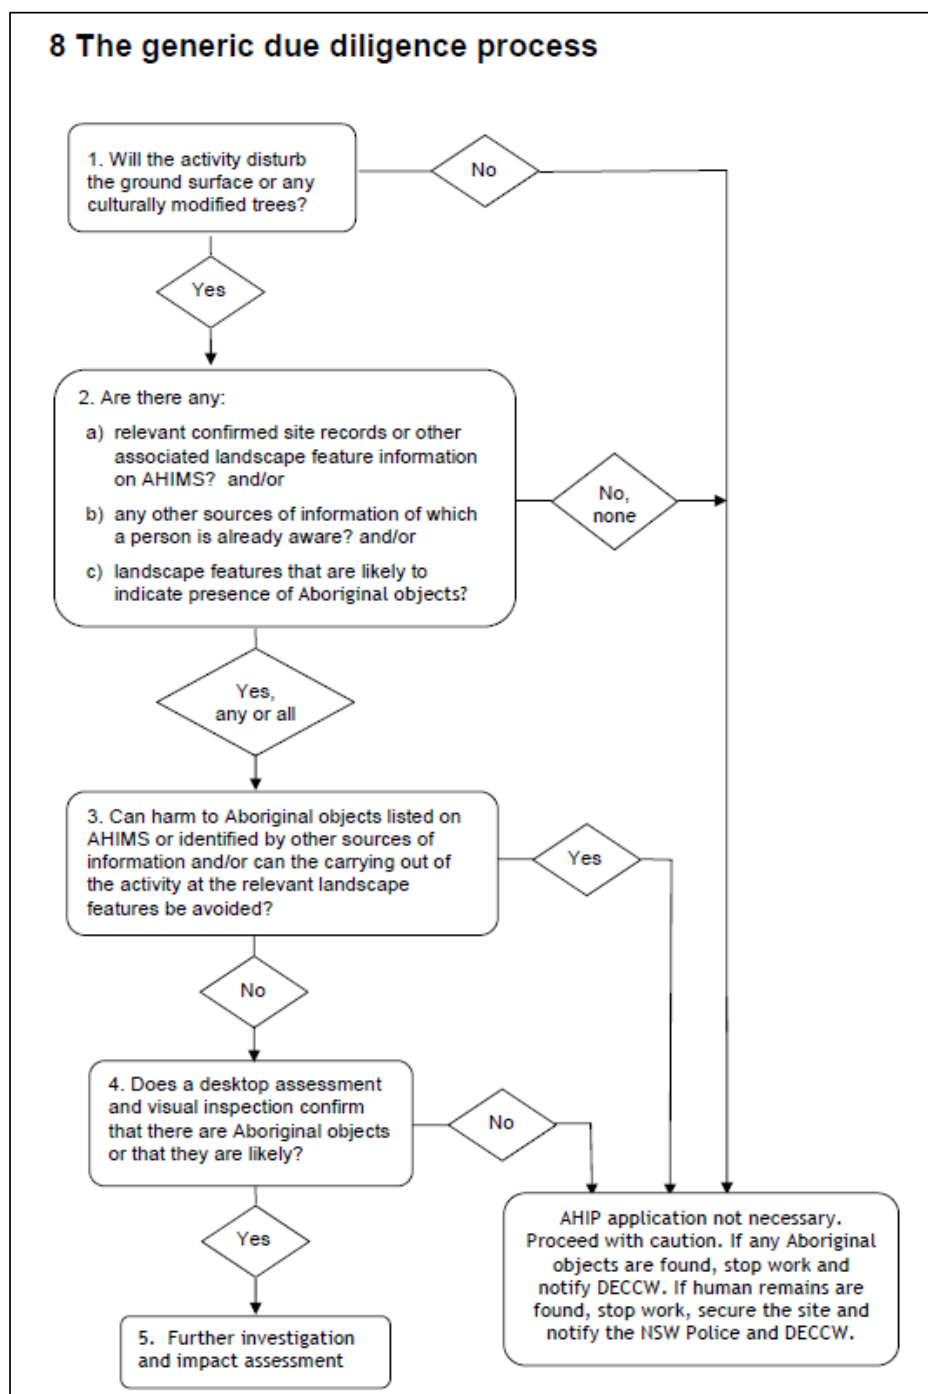 8 The generic due diligence process
1. Will the activity disturb
the ground surface or any
culturally modified trees?
No
Yes
2. Are there any:
a) relevant confirmed site records or other
associated landscape feature information
on AHIMS? and/or
b) any other sources of information of which
a person is already aware? and/or
c) landscape features that are likely to
indicate presence of Aboriginal objects?
No,
none
Yes,
any or all
3. Can harm to Aboriginal objects listed on
AHIMS or identified by other sources of
information and/or can the carrying out of
the activity at the relevant landscape
features be avoided?
Yes
No
4. Does a desktop assessment
and visual inspection confirm
that there are Aboriginal objects
or that they are likely?
No
Yes
5. Further investigation
and impact assessment
AHIP application not necessary.
Proceed with caution. If any Aboriginal
objects are found, stop work and
notify DECCW. If human remains are
found, stop work, secure the site and
notify the NSW Police and DECCW.